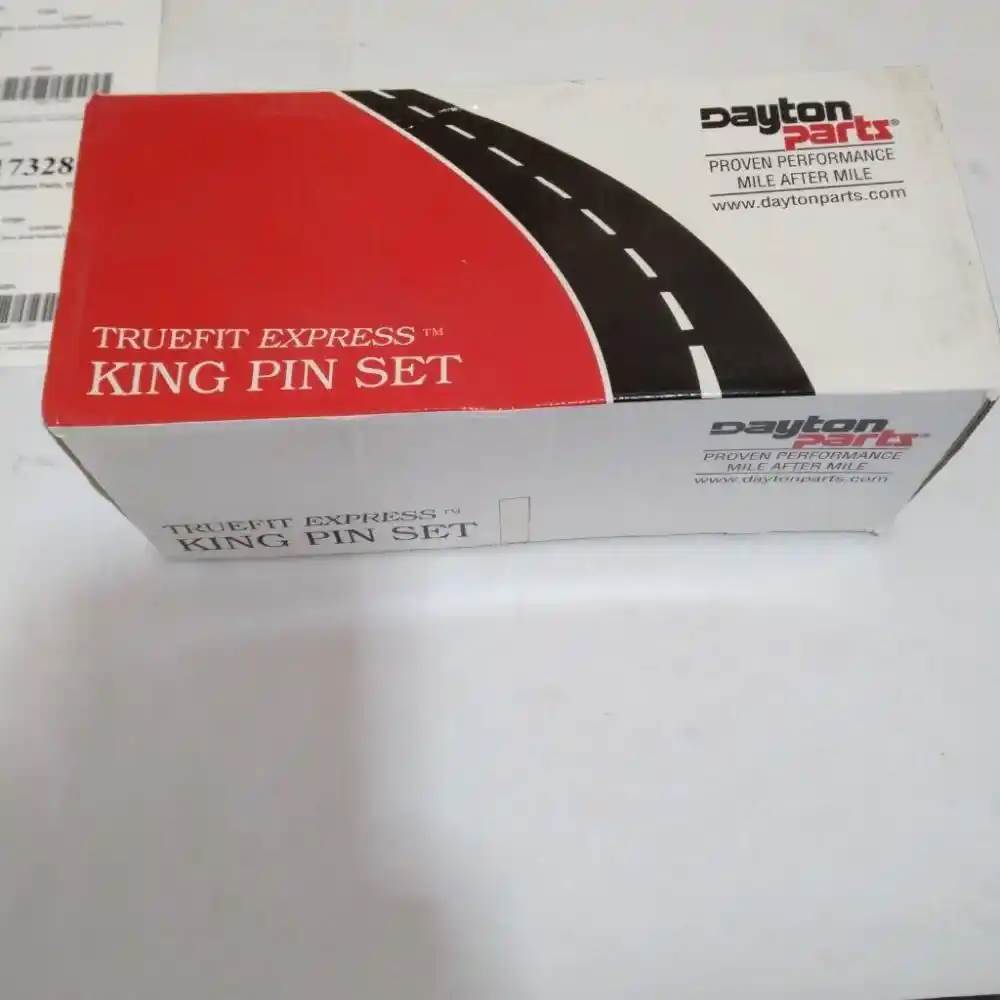 17328
Dayton
parts®
PROVEN PERFORMANCE
MILE AFTER MILE
www.daytonparts.com
TRUEFIT EXPRESS™
KING PIN SET
Dayton
parts®
PROVEN PERFORMANCE
MILE AFTER MILE
www.daytonparts.com
TRUEFIT EXPRESS™
KING PIN SET